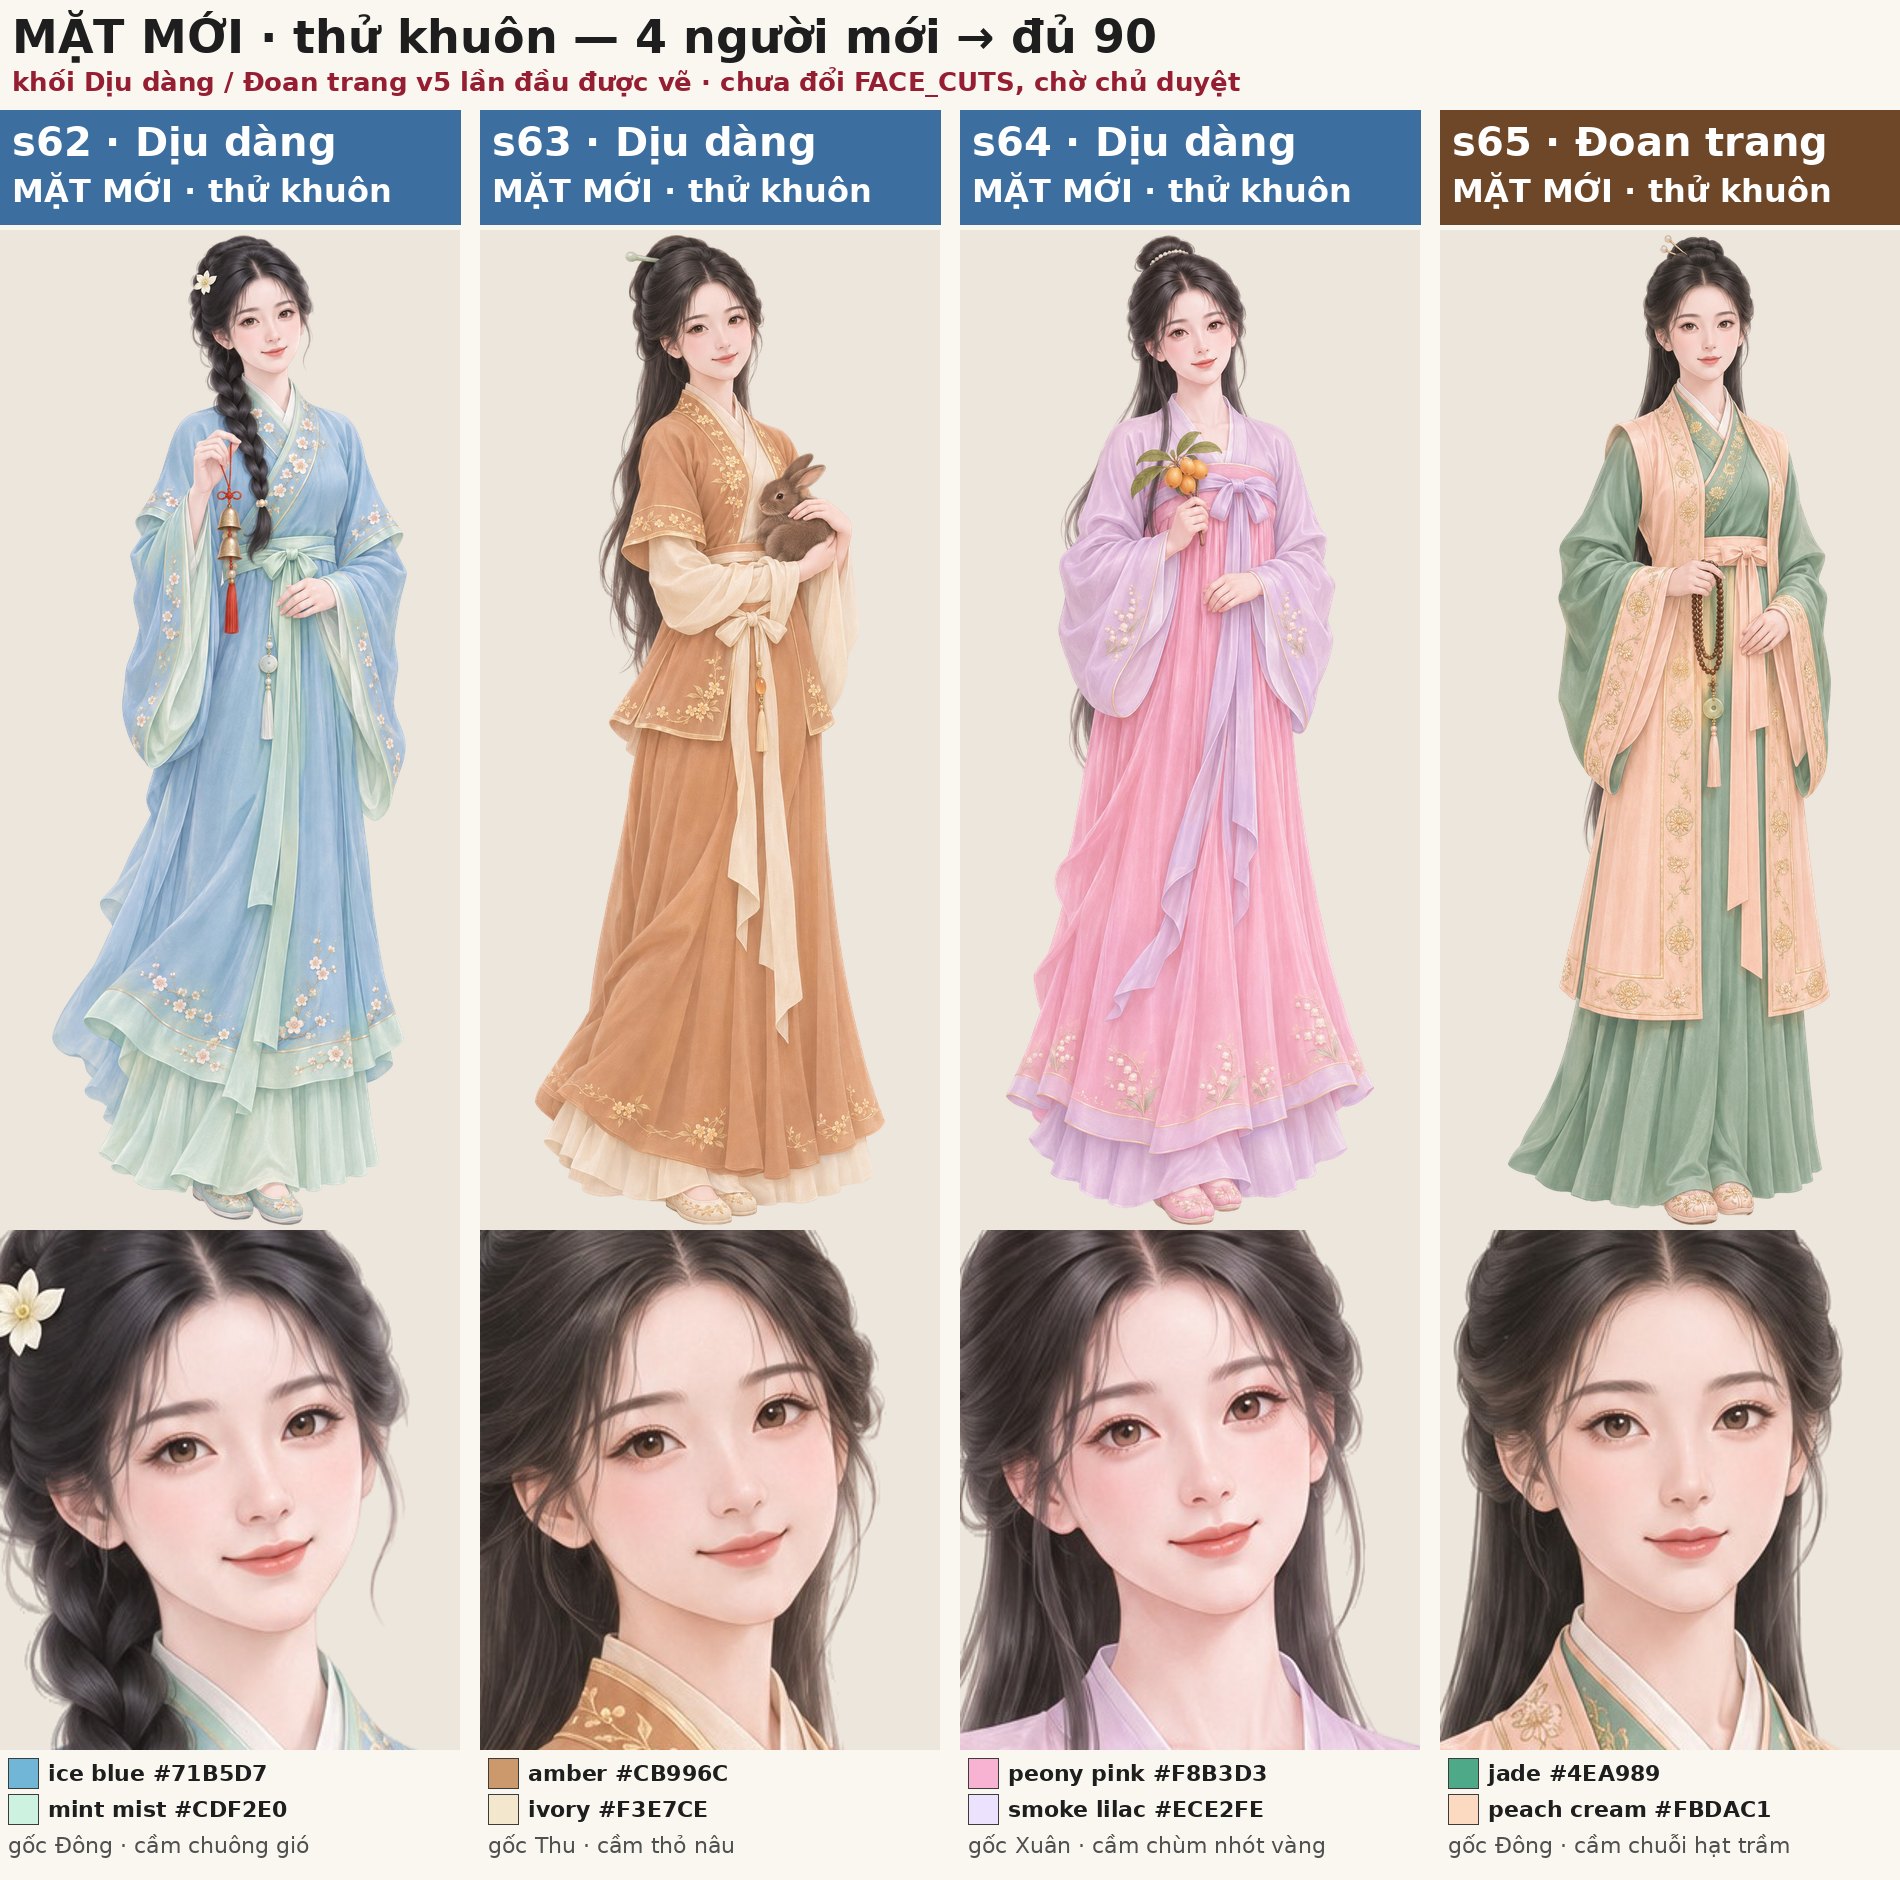 MẶT MỚI · thử khuôn — 4 người mới → đủ 90
khối Dịu dàng / Đoan trang v5 lần đầu được vẽ · chưa đổi FACE_CUTS, chờ chủ duyệt
s62 · Dịu dàng
MẶT MỚI · thử khuôn
s63 · Dịu dàng
MẶT MỚI · thử khuôn
s64 · Dịu dàng
MẶT MỚI · thử khuôn
s65 · Đoan trang
MẶT MỚI · thử khuôn
ice blue #71B5D7
mint mist #CDF2E0
gốc Đông · cầm chuông gió
amber #CB996C
ivory #F3E7CE
gốc Thu · cầm thỏ nâu
peony pink #F8B3D3
smoke lilac #ECE2FE
gốc Xuân · cầm chùm nhót vàng
jade #4EA989
peach cream #FBDAC1
gốc Đông · cầm chuỗi hạt trầm